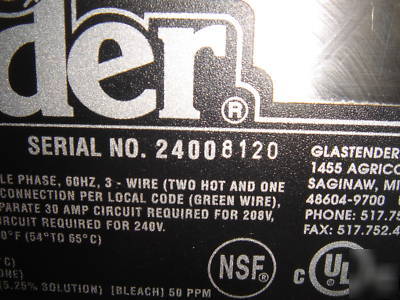 der®
SERIAL NO. 24008120
LE PHASE, 60HZ, 3 - WIRE (TWO HOT AND ONE
CONNECTION PER LOCAL CODE (GREEN WIRE),
PARATE 30 AMP CIRCUIT REQUIRED FOR 208V,
IRCUIT REQUIRED FOR 240V.
0°F (54°TO 65°C)
°C)
ONE)
5.25% SOLUTION) [BLEACH] 50 PPM
GLASTENDER
1455 AGRICO
SAGINAW, MI
48604-9700
PHONE: 517.75
FAX: 517.752.4
NSF®
C UL